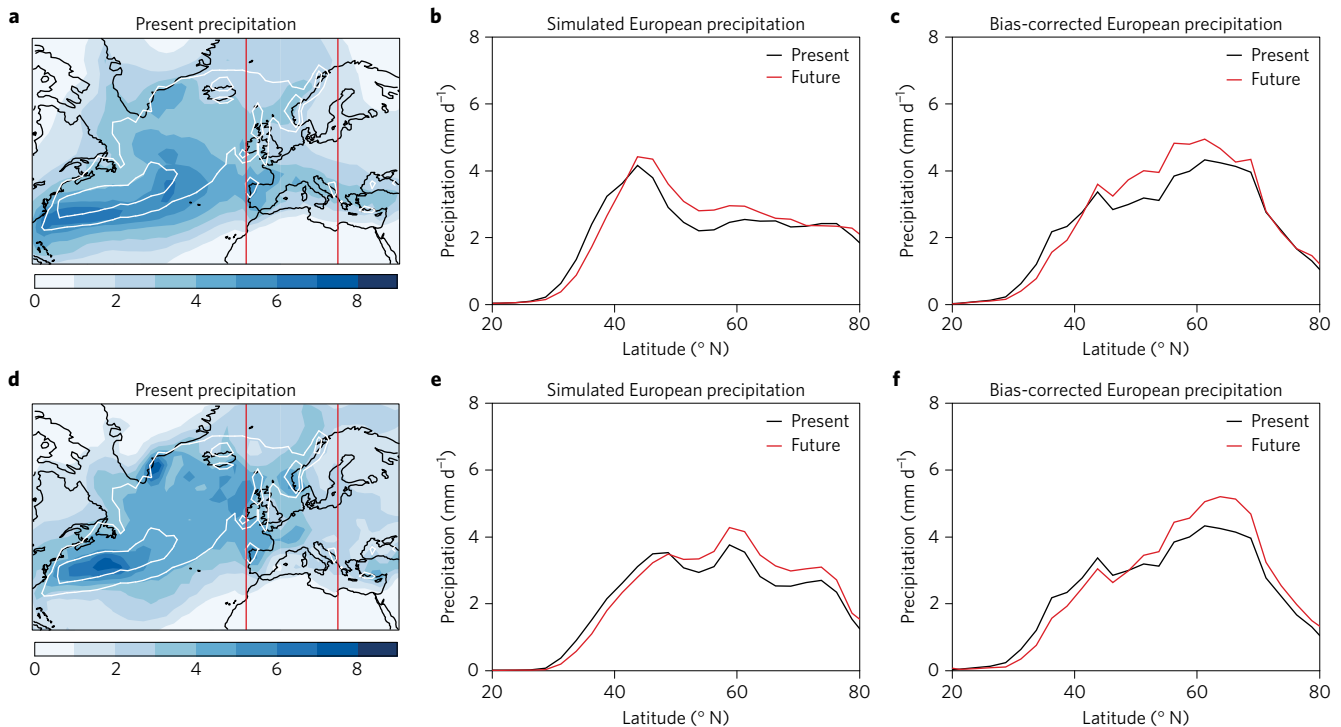 a
Present precipitation
0 2 4 6 8
b
Simulated European precipitation
Present
Future
Precipitation (mm d⁻¹)
8
6
4
2
0
20 40 60 80
Latitude (° N)
c
Bias-corrected European precipitation
Present
Future
Precipitation (mm d⁻¹)
8
6
4
2
0
20 40 60 80
Latitude (° N)
d
Present precipitation
0 2 4 6 8
e
Simulated European precipitation
Present
Future
Precipitation (mm d⁻¹)
8
6
4
2
0
20 40 60 80
Latitude (° N)
f
Bias-corrected European precipitation
Present
Future
Precipitation (mm d⁻¹)
8
6
4
2
0
20 40 60 80
Latitude (° N)